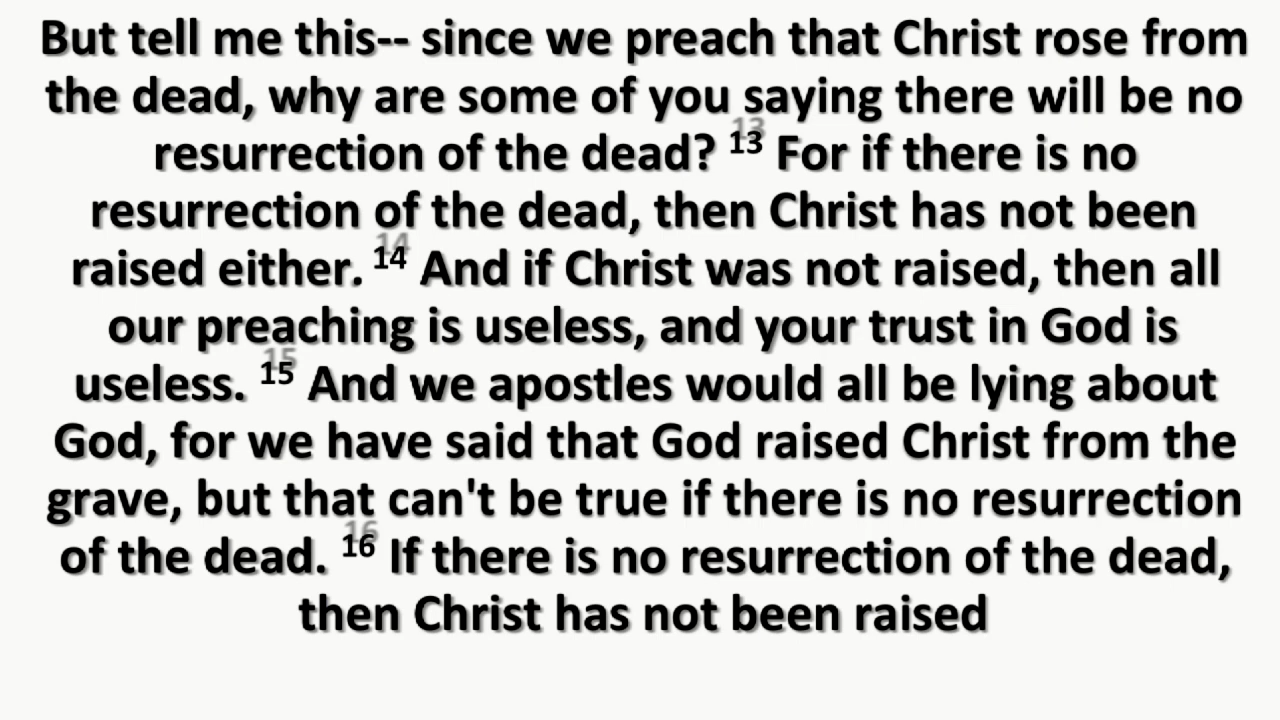 But tell me this-- since we preach that Christ rose from
the dead, why are some of you saying there will be no
resurrection of the dead? 13 For if there is no
resurrection of the dead, then Christ has not been
raised either. 14 And if Christ was not raised, then all
our preaching is useless, and your trust in God is
useless. 15 And we apostles would all be lying about
God, for we have said that God raised Christ from the
grave, but that can't be true if there is no resurrection
of the dead. 16 If there is no resurrection of the dead,
then Christ has not been raised